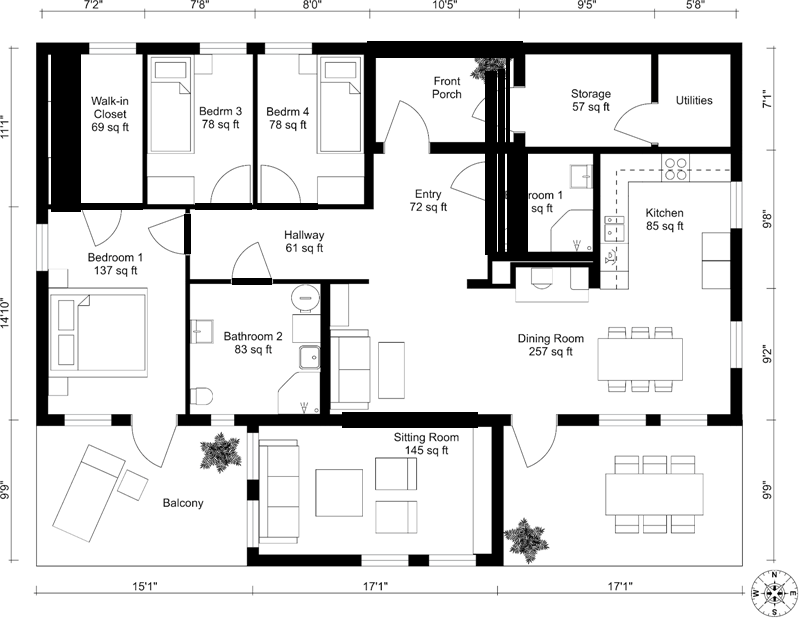 7'2"
7'8"
8'0"
10'5"
9'5"
5'8"
11'1"
14'10"
9'9"
7'1"
9'8"
9'2"
9'9"
Walk-in
Closet
69 sq ft
Bedrm 3
78 sq ft
Bedrm 4
78 sq ft
Front
Porch
Storage
57 sq ft
Utilities
Entry
72 sq ft
room 1
sq ft
Kitchen
85 sq ft
Hallway
61 sq ft
Bedroom 1
137 sq ft
Bathroom 2
83 sq ft
Dining Room
257 sq ft
Sitting Room
145 sq ft
Balcony
15'1"
17'1"
17'1"
N
W
E
S